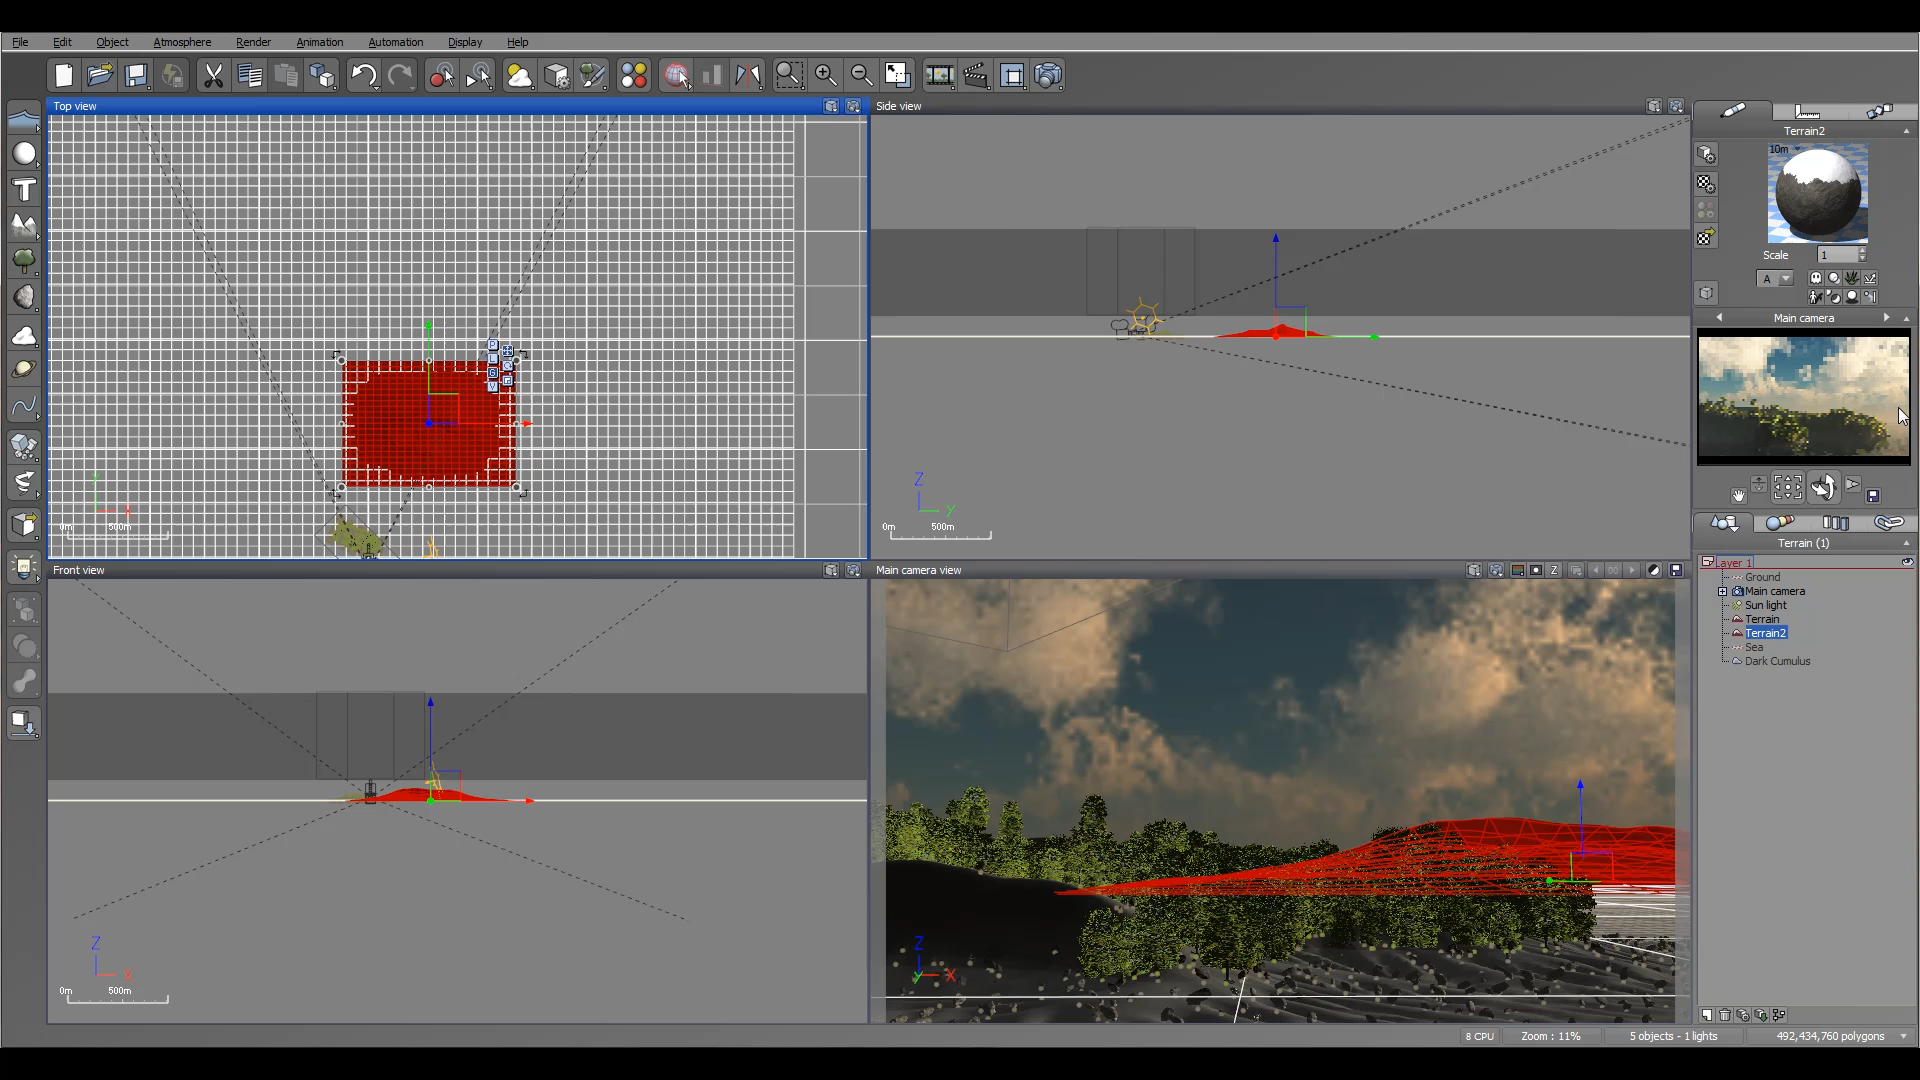 File Edit Object Atmosphere Render Animation Automation Display Help
Top view
Side view
Terrain2
10m
Scale 1
A
Main camera
P
L
G
V
Y
X
0m 500m
Z
Y
0m 500m
Terrain (1)
Front view
Main camera view
Z
Layer 1
Ground
Main camera
Sun light
Terrain
Terrain2
Sea
Dark Cumulus
Z
X
0m 500m
Z
Y X
8 CPU Zoom : 11% 5 objects - 1 lights 492,434,760 polygons